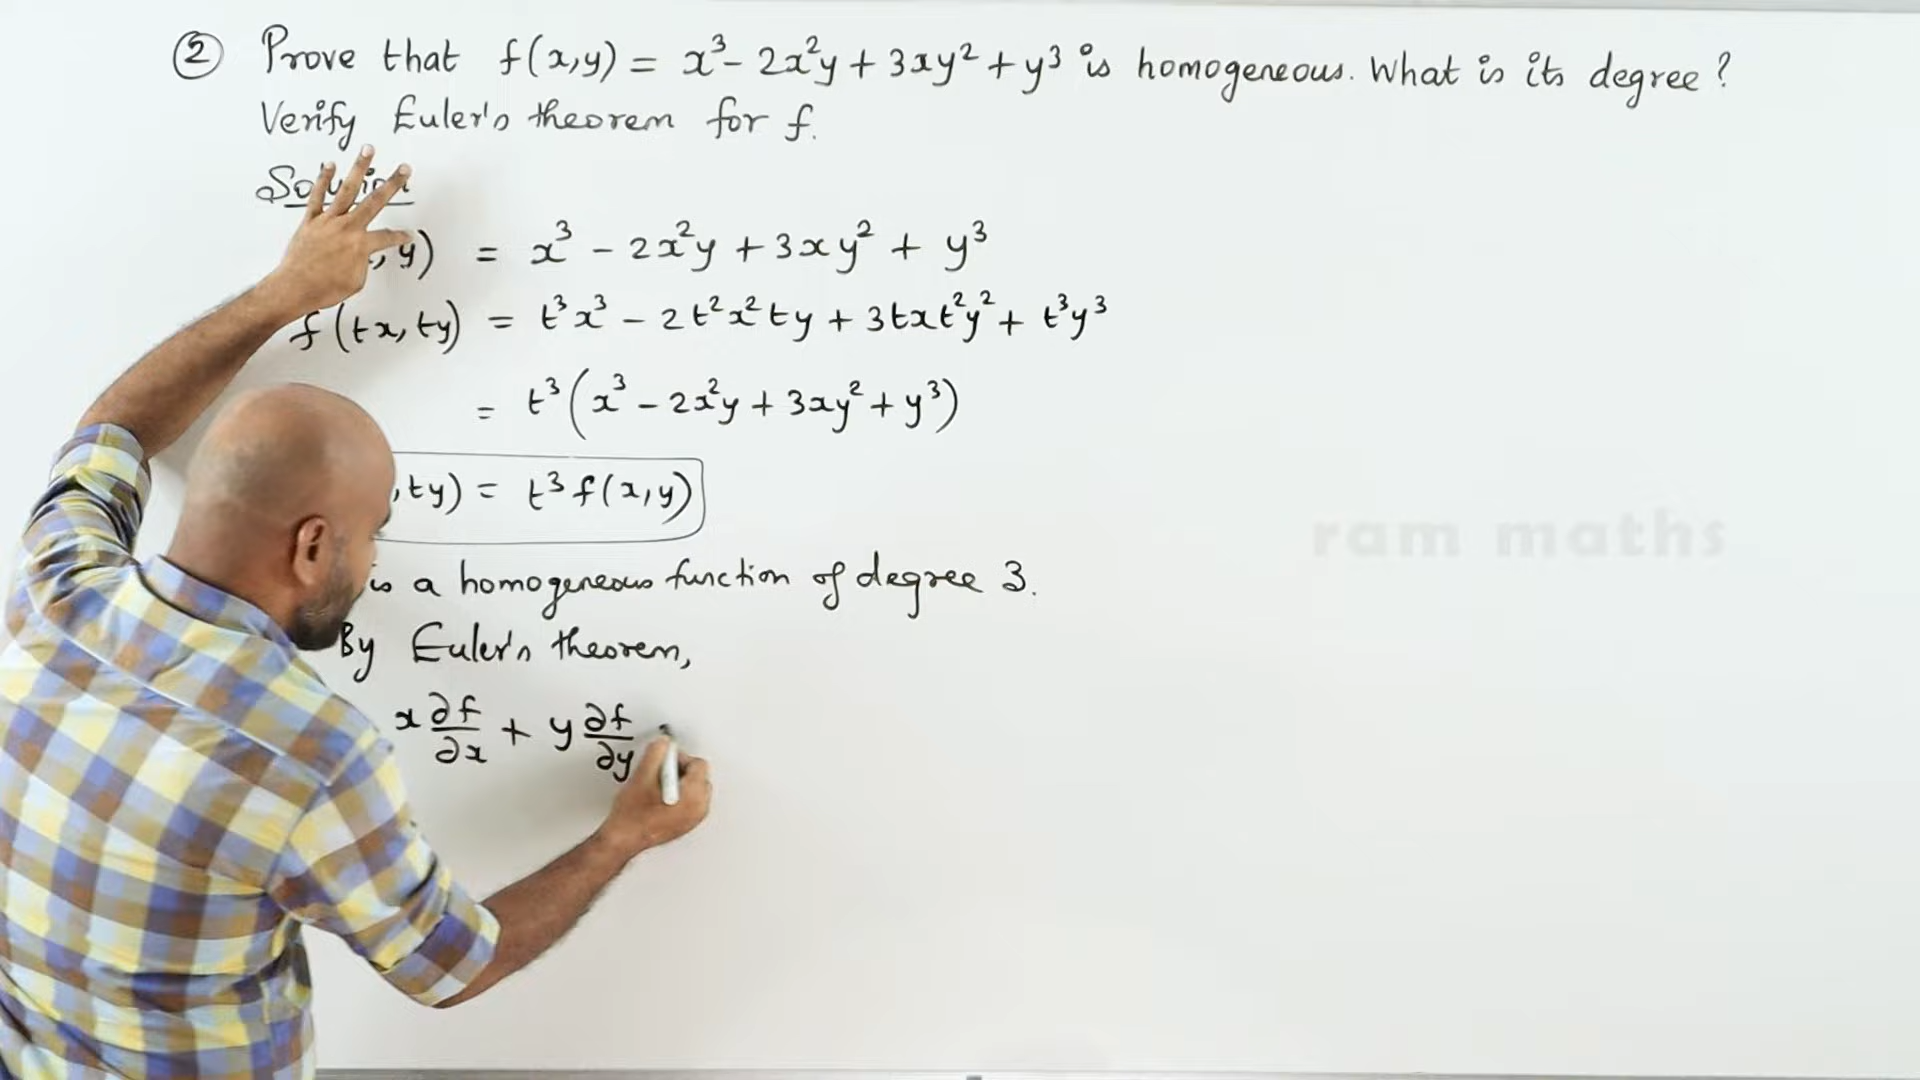 ② Prove that f(x,y) = x³ - 2x²y + 3xy² + y³ is homogeneous. What is its degree?
Verify Euler's theorem for f.
Solution
, y) = x³ - 2x²y + 3xy² + y³
f(tx, ty) = t³x³ - 2t²x²ty + 3txt²y² + t³y³
= t³(x³ - 2x²y + 3xy² + y³)
,ty) = t³f(x,y)
is a homogeneous function of degree 3.
By Euler's theorem,
x ∂f/∂x + y ∂f/∂y
ram maths